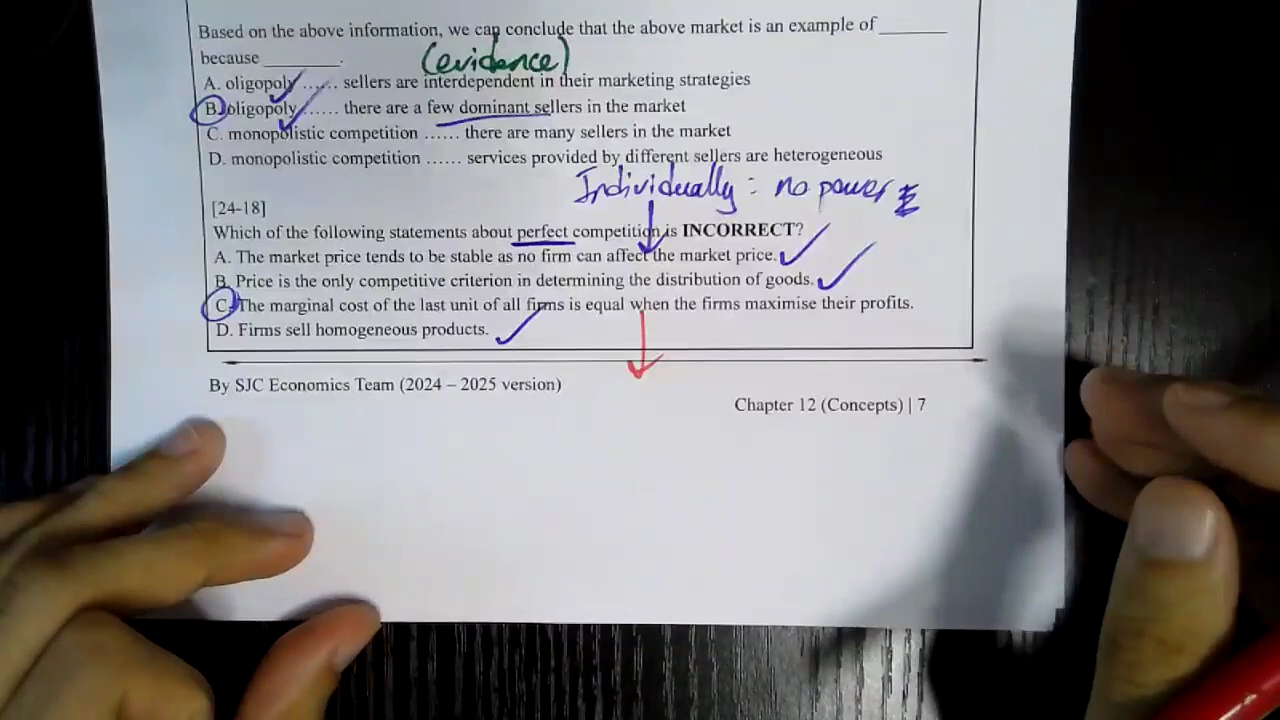 Based on the above information, we can conclude that the above market is an example of ______
because ________.
(evidence)
A. oligopoly ...... sellers are interdependent in their marketing strategies
B. oligopoly ...... there are a few dominant sellers in the market
C. monopolistic competition ...... there are many sellers in the market
D. monopolistic competition ...... services provided by different sellers are heterogeneous
Individually : no power
[24-18]
Which of the following statements about perfect competition is INCORRECT?
A. The market price tends to be stable as no firm can affect the market price.
B. Price is the only competitive criterion in determining the distribution of goods.
C. The marginal cost of the last unit of all firms is equal when the firms maximise their profits.
D. Firms sell homogeneous products.
By SJC Economics Team (2024 – 2025 version)
Chapter 12 (Concepts) | 7